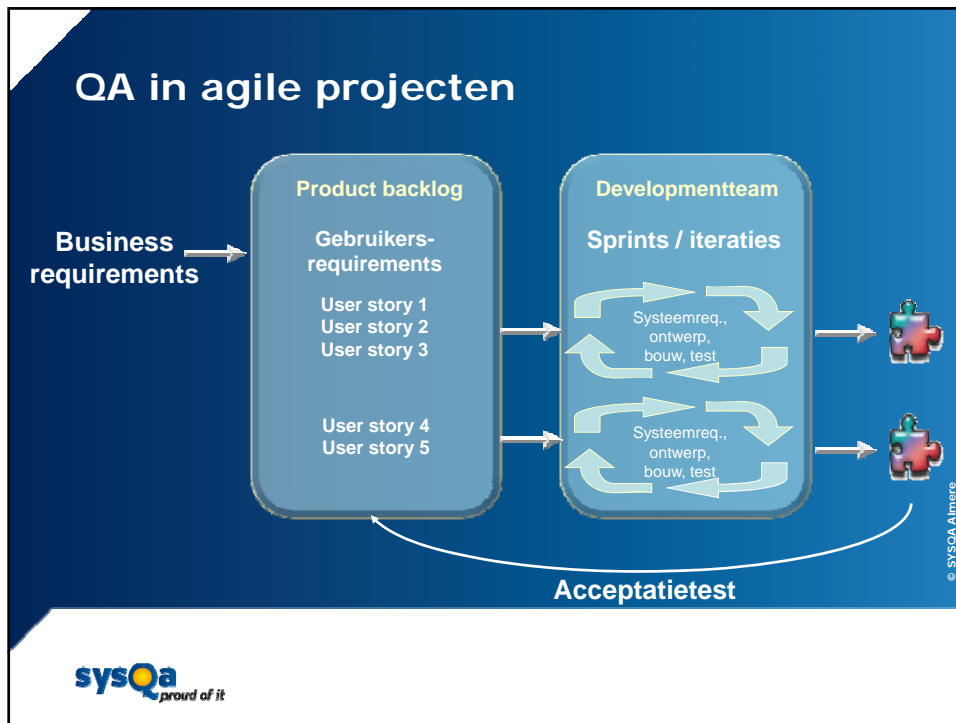 QA in agile projecten
Business
requirements
Product backlog
Gebruikers-
requirements
User story 1
User story 2
User story 3
User story 4
User story 5
Developmentteam
Sprints / iteraties
Systeemreq.,
ontwerp,
bouw, test
Systeemreq.,
ontwerp,
bouw, test
Acceptatietest
© SYSQA Almere
sysQa
proud of it